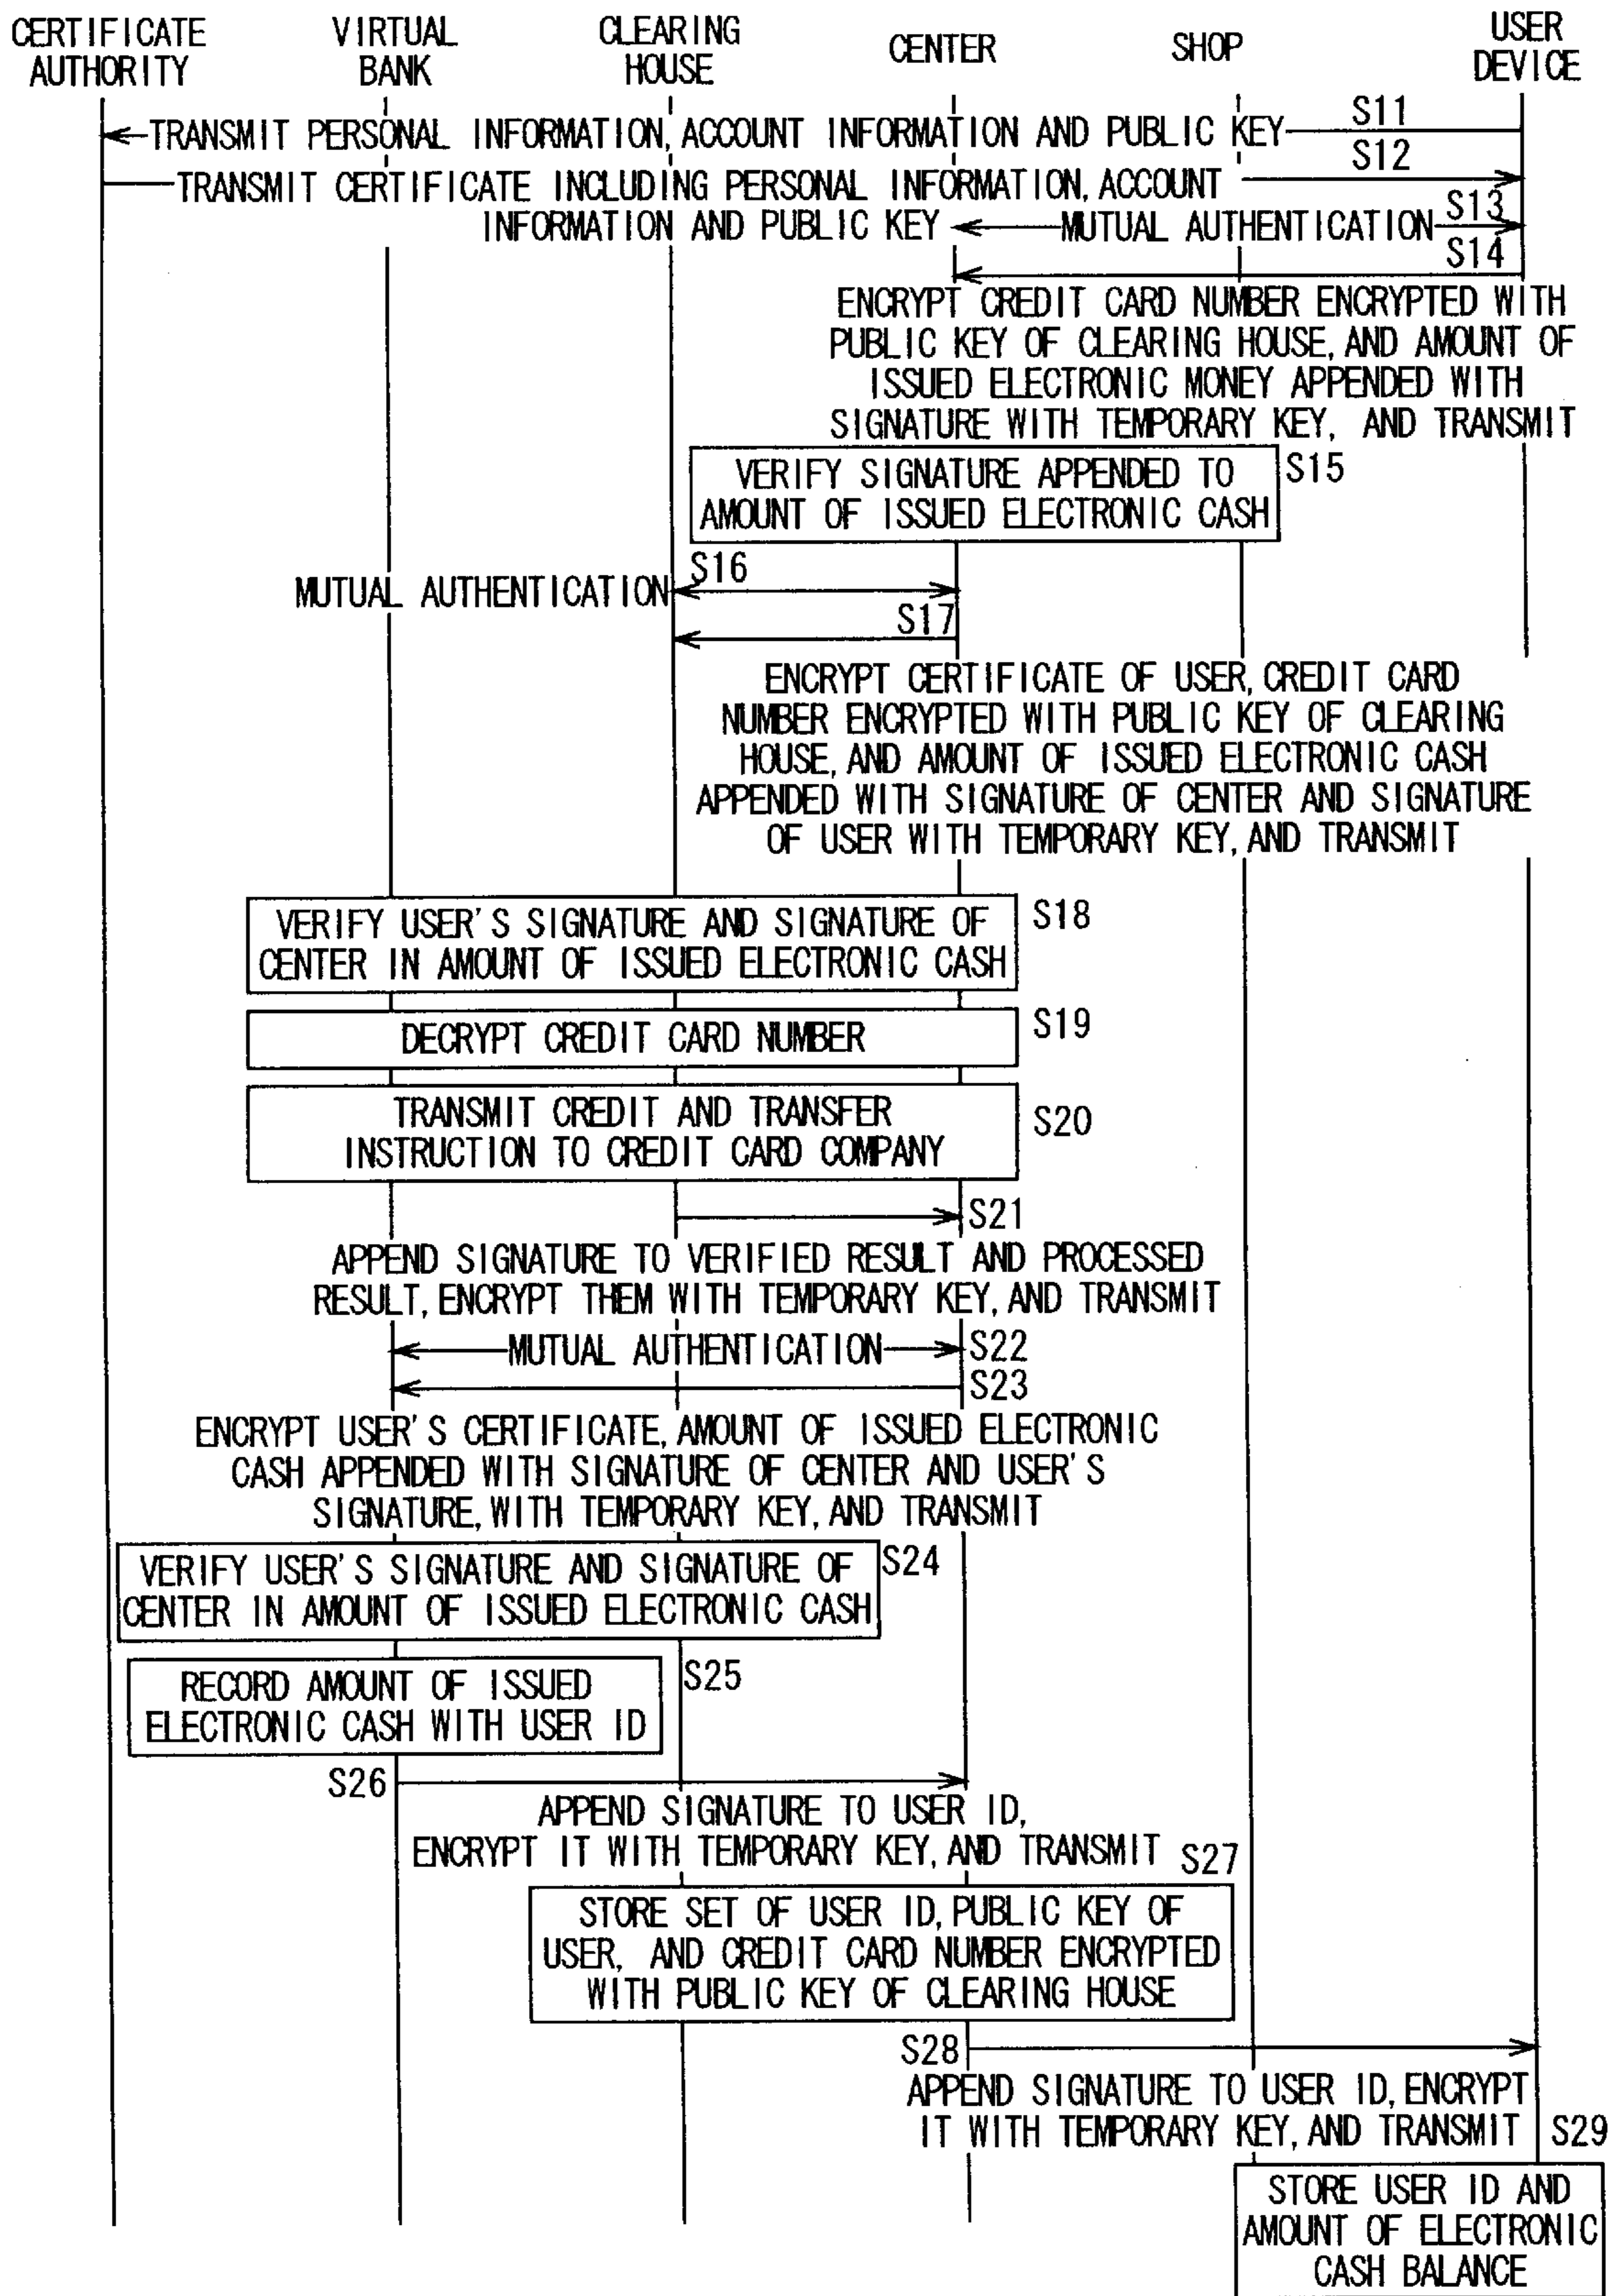 CERTIFICATE
AUTHORITY
VIRTUAL
BANK
CLEARING
HOUSE
CENTER
SHOP
USER
DEVICE
S11
TRANSMIT PERSONAL INFORMATION, ACCOUNT INFORMATION AND PUBLIC KEY
S12
TRANSMIT CERTIFICATE INCLUDING PERSONAL INFORMATION, ACCOUNT
INFORMATION AND PUBLIC KEY
MUTUAL AUTHENTICATION
S13
S14
ENCRYPT CREDIT CARD NUMBER ENCRYPTED WITH
PUBLIC KEY OF CLEARING HOUSE, AND AMOUNT OF
ISSUED ELECTRONIC MONEY APPENDED WITH
SIGNATURE WITH TEMPORARY KEY, AND TRANSMIT
VERIFY SIGNATURE APPENDED TO
AMOUNT OF ISSUED ELECTRONIC CASH
S15
S16
MUTUAL AUTHENTICATION
S17
ENCRYPT CERTIFICATE OF USER, CREDIT CARD
NUMBER ENCRYPTED WITH PUBLIC KEY OF CLEARING
HOUSE, AND AMOUNT OF ISSUED ELECTRONIC CASH
APPENDED WITH SIGNATURE OF CENTER AND SIGNATURE
OF USER WITH TEMPORARY KEY, AND TRANSMIT
VERIFY USER'S SIGNATURE AND SIGNATURE OF
CENTER IN AMOUNT OF ISSUED ELECTRONIC CASH
S18
DECRYPT CREDIT CARD NUMBER
S19
TRANSMIT CREDIT AND TRANSFER
INSTRUCTION TO CREDIT CARD COMPANY
S20
S21
APPEND SIGNATURE TO VERIFIED RESULT AND PROCESSED
RESULT, ENCRYPT THEM WITH TEMPORARY KEY, AND TRANSMIT
MUTUAL AUTHENTICATION
S22
S23
ENCRYPT USER'S CERTIFICATE, AMOUNT OF ISSUED ELECTRONIC
CASH APPENDED WITH SIGNATURE OF CENTER AND USER'S
SIGNATURE, WITH TEMPORARY KEY, AND TRANSMIT
VERIFY USER'S SIGNATURE AND SIGNATURE OF
CENTER IN AMOUNT OF ISSUED ELECTRONIC CASH
S24
RECORD AMOUNT OF ISSUED
ELECTRONIC CASH WITH USER ID
S25
S26
APPEND SIGNATURE TO USER ID,
ENCRYPT IT WITH TEMPORARY KEY, AND TRANSMIT
S27
STORE SET OF USER ID, PUBLIC KEY OF
USER, AND CREDIT CARD NUMBER ENCRYPTED
WITH PUBLIC KEY OF CLEARING HOUSE
S28
APPEND SIGNATURE TO USER ID, ENCRYPT
IT WITH TEMPORARY KEY, AND TRANSMIT
S29
STORE USER ID AND
AMOUNT OF ELECTRONIC
CASH BALANCE